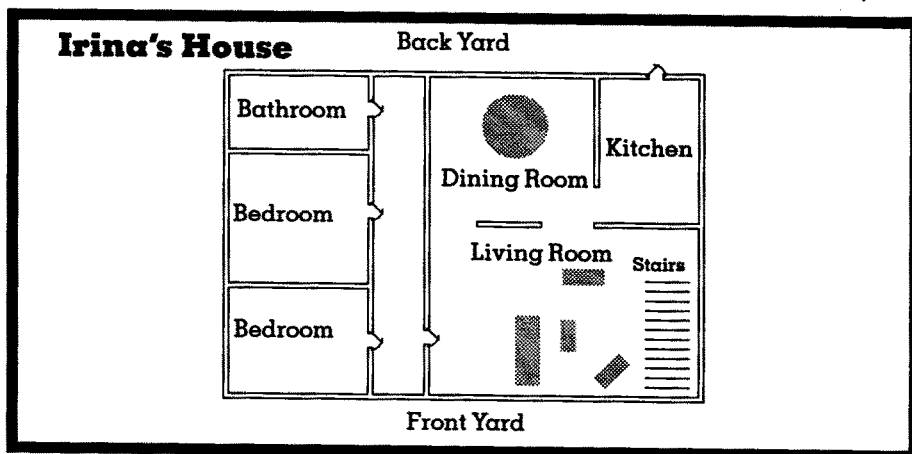 Irina's House
Back Yard
Bathroom
Kitchen
Dining Room
Bedroom
Living Room
Stairs
Bedroom
Front Yard